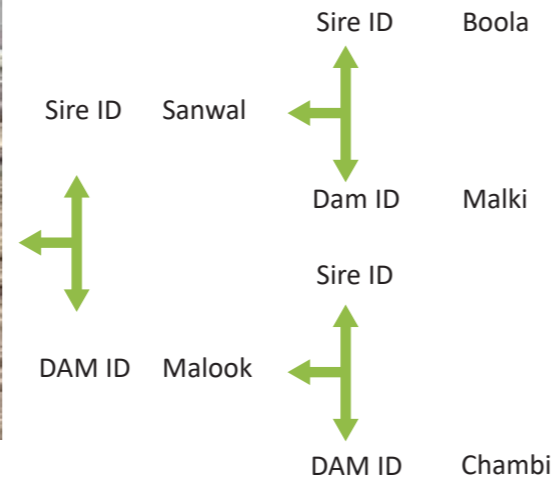 Sire ID Boola
Sire ID Sanwal
Dam ID Malki
Sire ID
DAM ID Malook
DAM ID Chambi